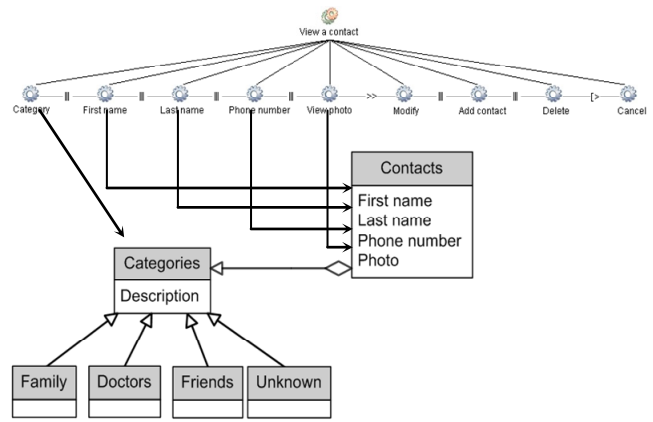 View a contact
Category ||| First name ||| Last name ||| Phone number ||| View photo >> Modify ||| Add contact ||| Delete [> Cancel
Contacts
First name
Last name
Phone number
Photo
Categories
Description
Family Doctors Friends Unknown